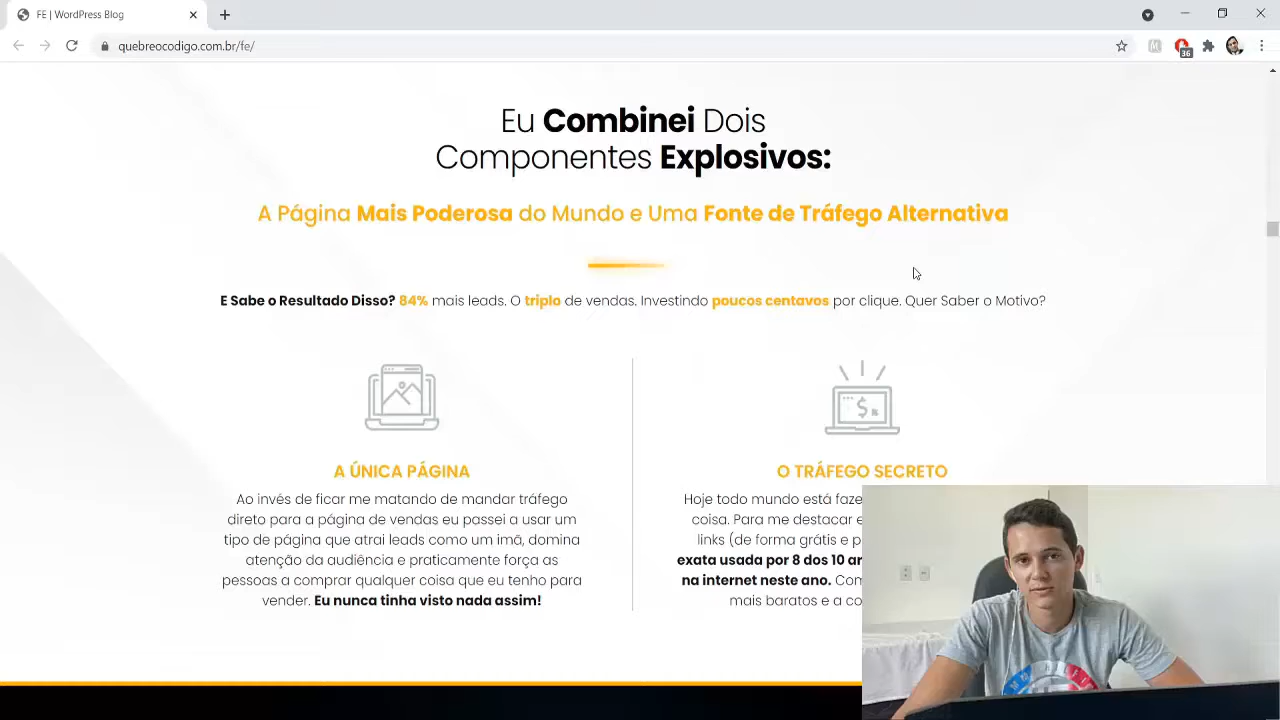 FE | WordPress Blog
quebreocodigo.com.br/fe/
36
Eu Combinei Dois
Componentes Explosivos:
A Página Mais Poderosa do Mundo e Uma Fonte de Tráfego Alternativa
E Sabe o Resultado Disso? 84% mais leads. O triplo de vendas. Investindo poucos centavos por clique. Quer Saber o Motivo?
A ÚNICA PÁGINA
Ao invés de ficar me matando de mandar tráfego
direto para a página de vendas eu passei a usar um
tipo de página que atrai leads como um imã, domina
atenção da audiência e praticamente força as
pessoas a comprar qualquer coisa que eu tenho para
vender. Eu nunca tinha visto nada assim!
O TRÁFEGO SECRETO
Hoje todo mundo está faze
coisa. Para me destacar e
links (de forma grátis e p
exata usada por 8 dos 10 ar
na internet neste ano. Com
mais baratos e a co